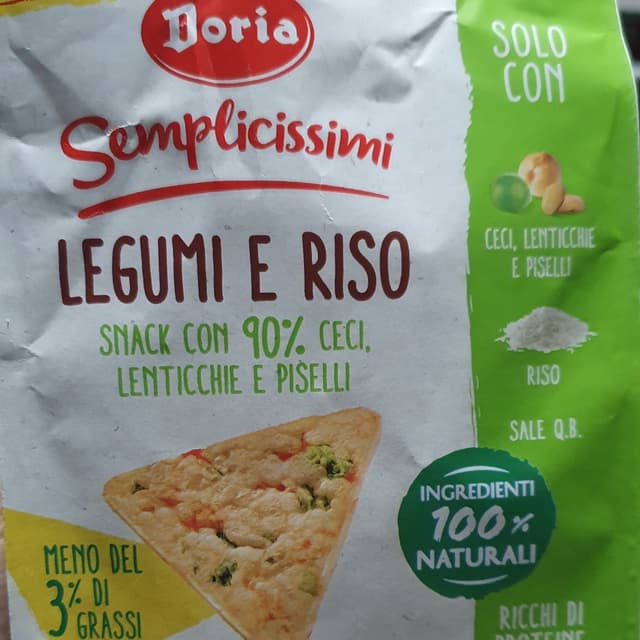 Doria
Semplicissimi
LEGUMI E RISO
SNACK CON 90% CECI,
LENTICCHIE E PISELLI
MENO DEL
3% DI
GRASSI
SOLO
CON
CECI, LENTICCHIE
E PISELLI
RISO
SALE Q.B.
INGREDIENTI
100%
NATURALI
RICCHI DI
PROTEINE